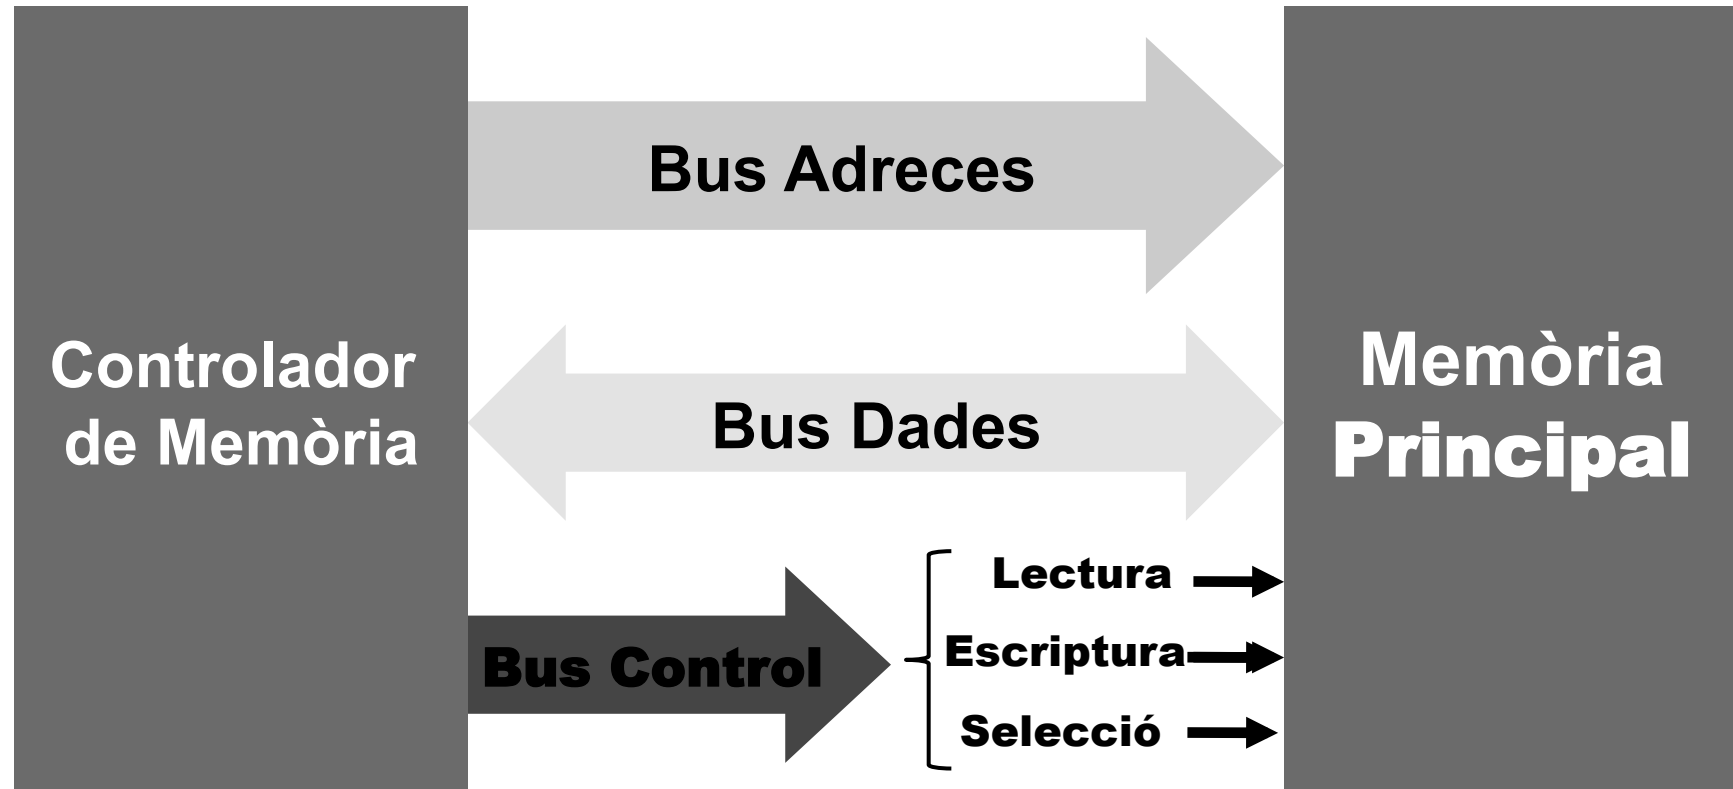 Bus Adreces
Controlador
de Memòria
Bus Dades
Memòria
Principal
Bus Control
Lectura
Escriptura
Selecció